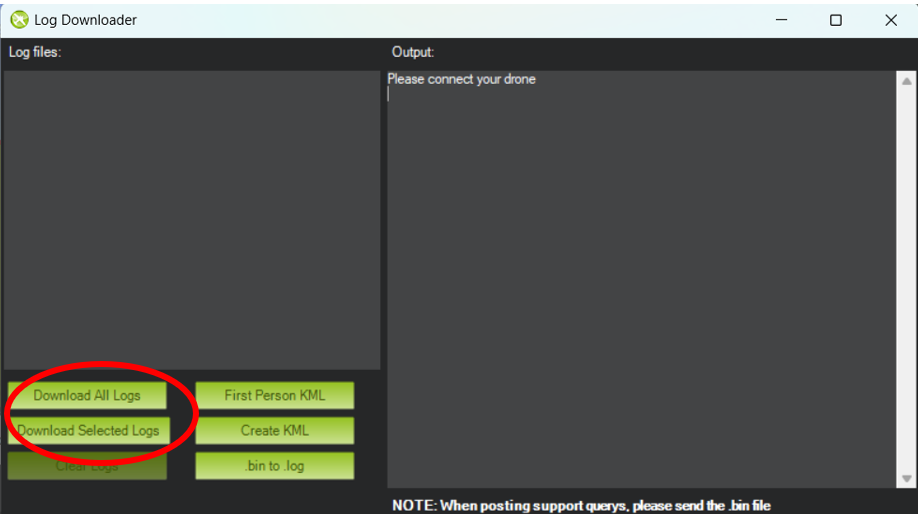 Log Downloader
Log files:
Output:
Please connect your drone
Download All Logs
First Person KML
Download Selected Logs
Create KML
Clear Logs
.bin to .log
NOTE: When posting support querys, please send the .bin file